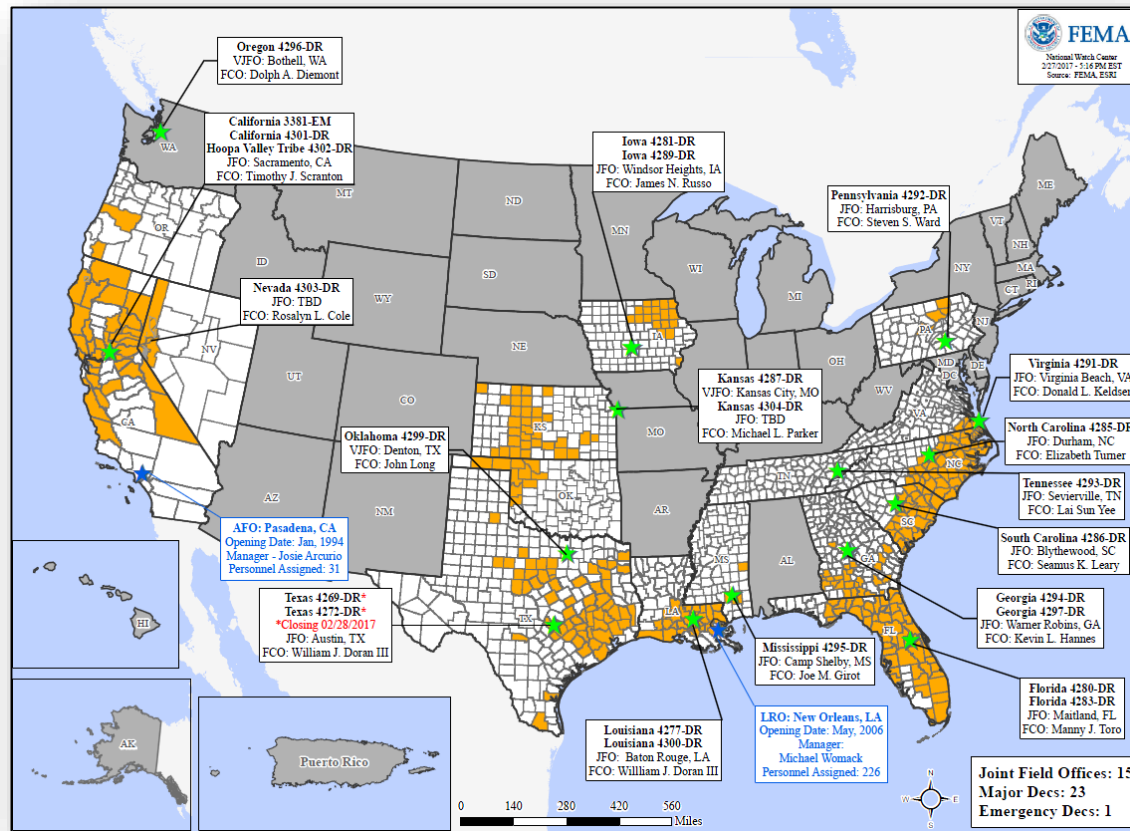 FEMA
National Watch Center
2/27/2017 - 5:16 PM EST
Source: FEMA, ESRI
Oregon 4296-DR
VJFO: Bothell, WA
FCO: Dolph A. Diemont
California 3381-EM
California 4301-DR
Hoopa Valley Tribe 4302-DR
JFO: Sacramento, CA
FCO: Timothy J. Scranton
Iowa 4281-DR
Iowa 4289-DR
JFO: Windsor Heights, IA
FCO: James N. Russo
Pennsylvania 4292-DR
JFO: Harrisburg, PA
FCO: Steven S. Ward
Nevada 4303-DR
JFO: TBD
FCO: Rosalyn L. Cole
Kansas 4287-DR
VJFO: Kansas City, MO
Kansas 4304-DR
JFO: TBD
FCO: Michael L. Parker
Virginia 4291-DR
JFO: Virginia Beach, VA
FCO: Donald L. Keldsen
Oklahoma 4299-DR
VJFO: Denton, TX
FCO: John Long
North Carolina 4285-DR
JFO: Durham, NC
FCO: Elizabeth Turner
Tennessee 4293-DR
JFO: Sevierville, TN
FCO: Lai Sun Yee
South Carolina 4286-DR
JFO: Blythewood, SC
FCO: Seamus K. Leary
AFO: Pasadena, CA
Opening Date: Jan, 1994
Manager - Josie Arcurio
Personnel Assigned: 31
Texas 4269-DR*
Texas 4272-DR*
*Closing 02/28/2017
JFO: Austin, TX
FCO: William J. Doran III
Georgia 4294-DR
Georgia 4297-DR
JFO: Warner Robins, GA
FCO: Kevin L. Hannes
Mississippi 4295-DR
JFO: Camp Shelby, MS
FCO: Joe M. Girot
Florida 4280-DR
Florida 4283-DR
JFO: Maitland, FL
FCO: Manny J. Toro
Louisiana 4277-DR
Louisiana 4300-DR
JFO: Baton Rouge, LA
FCO: Willliam J. Doran III
LRO: New Orleans, LA
Opening Date: May, 2006
Manager:
Michael Womack
Personnel Assigned: 226
Joint Field Offices: 15
Major Decs: 23
Emergency Decs: 1
WA
MT
ND
MN
ME
VT
NH
OR
ID
SD
WI
NY
MA
RI
CT
WY
MI
IA
PA
NJ
NV
NE
OH
MD
DE
DC
UT
CO
WV
VA
CA
KS
MO
NC
AZ
NM
OK
AR
TN
SC
MS
AL
GA
TX
LA
FL
HI
AK
Puerto Rico
N
W
E
S
0
140
280
420
560
Miles